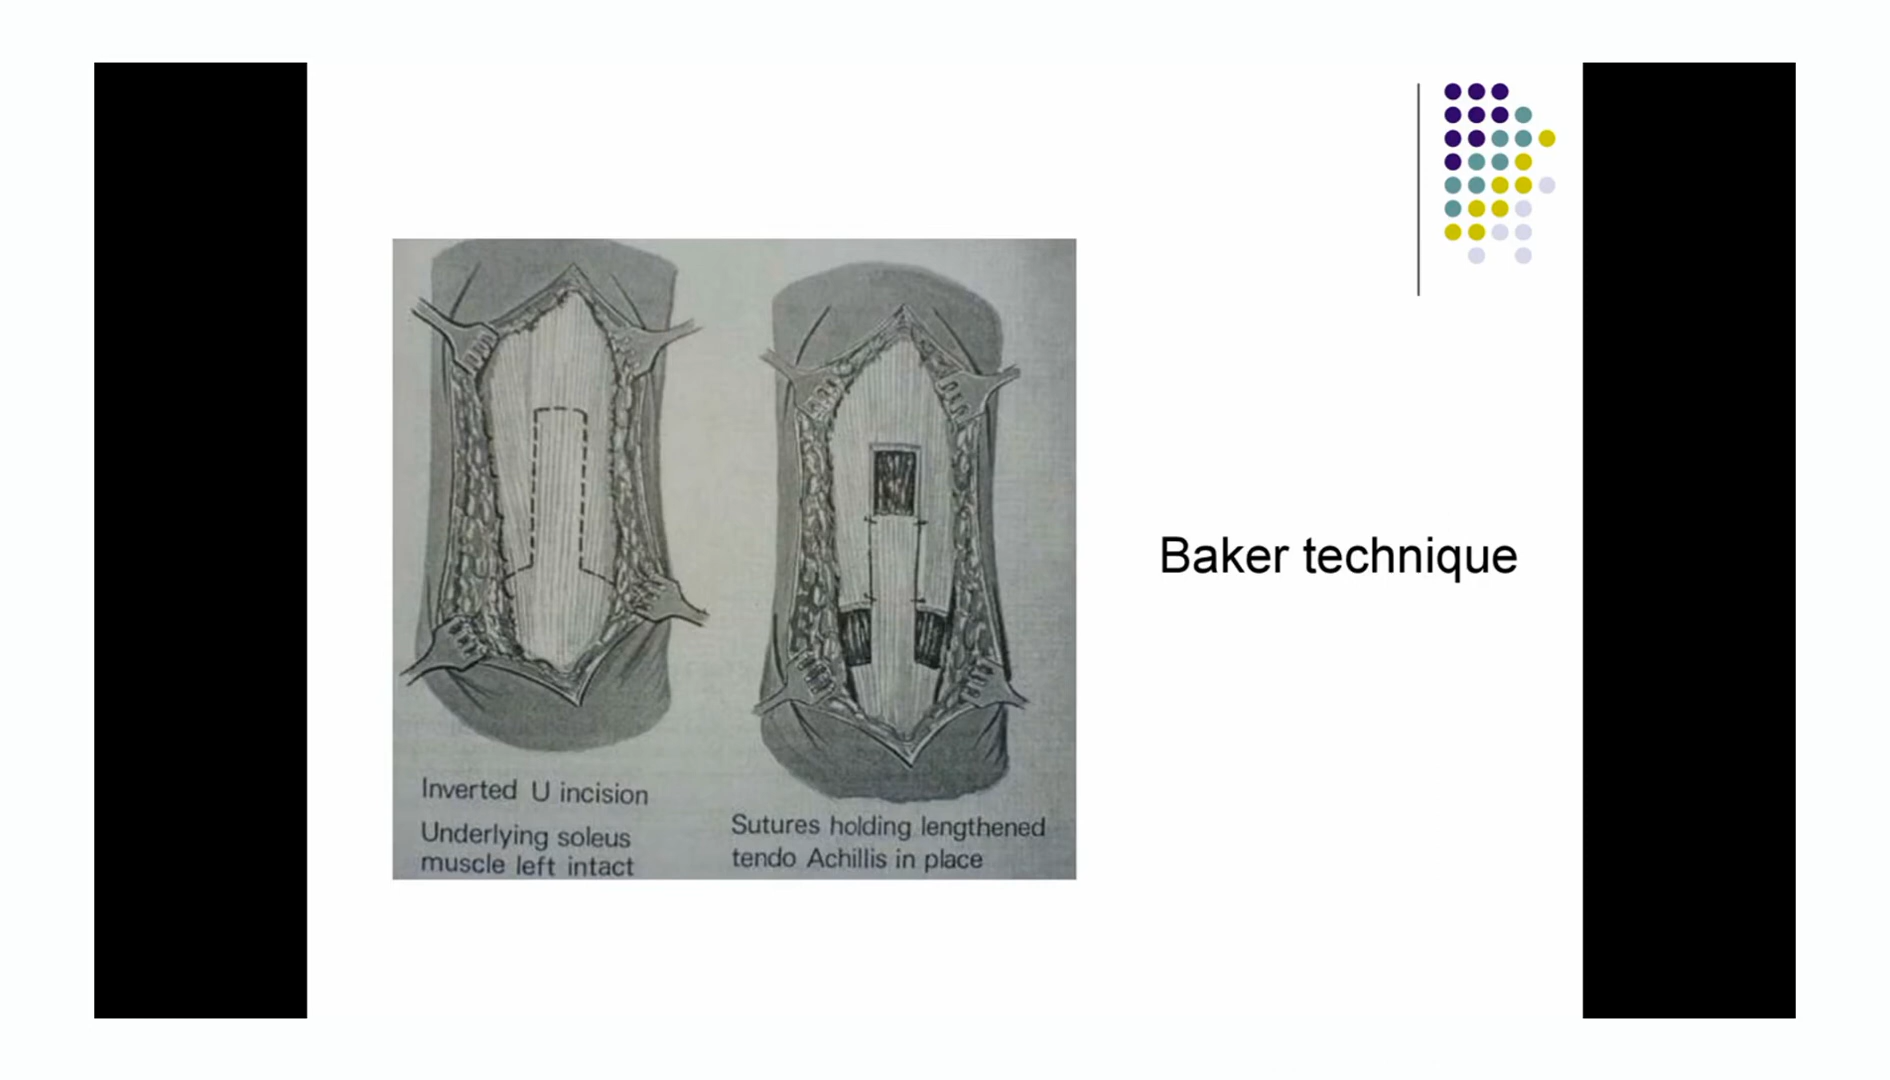 Inverted U incision
Underlying soleus
muscle left intact
Sutures holding lengthened
tendo Achillis in place
Baker technique